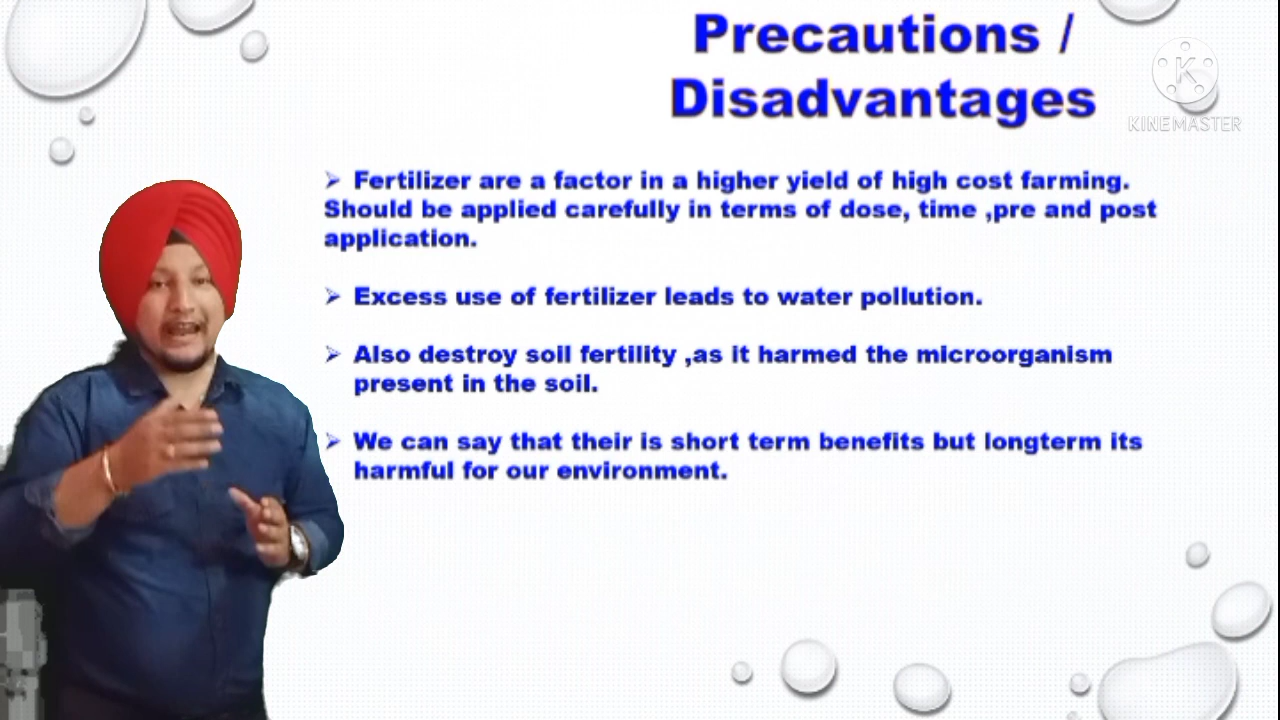 Precautions /
Disadvantages
KINEMASTER
➢ Fertilizer are a factor in a higher yield of high cost farming.
Should be applied carefully in terms of dose, time ,pre and post
application.
➢ Excess use of fertilizer leads to water pollution.
➢ Also destroy soil fertility ,as it harmed the microorganism
present in the soil.
➢ We can say that their is short term benefits but longterm its
harmful for our environment.